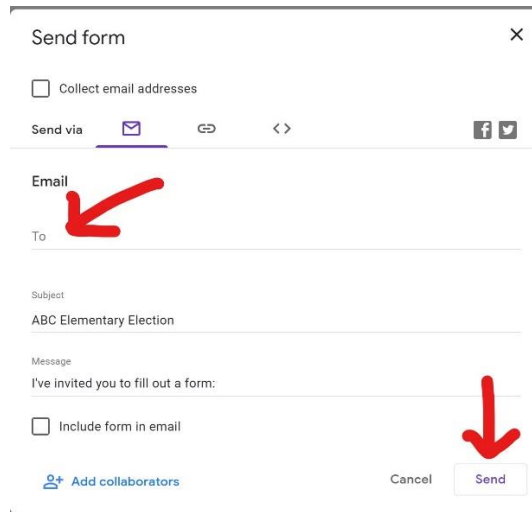 Send form
Collect email addresses
Send via
Email
To
Subject
ABC Elementary Election
Message
I've invited you to fill out a form:
Include form in email
Add collaborators Cancel Send